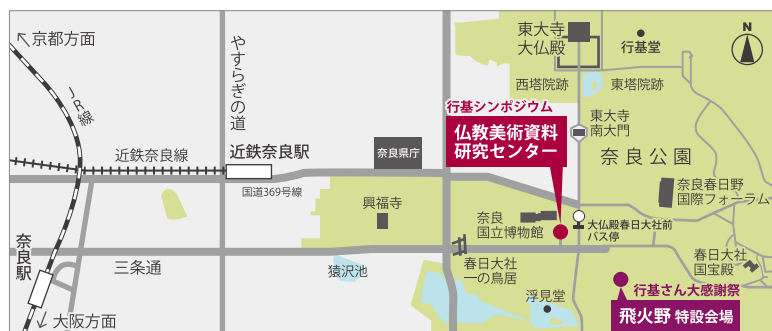 京都方面
JR線
やすらぎの道
近鉄奈良線
近鉄奈良駅
国道369号線
奈良県庁
興福寺
奈良駅
大阪方面
三条通
猿沢池
東大寺
大仏殿
行基堂
N
西塔院跡
東塔院跡
行基シンポジウム
仏教美術資料
研究センター
東大寺
南大門
奈良公園
奈良春日野
国際フォーラム
奈良
国立博物館
大仏殿春日大社前
バス停
春日大社
一の鳥居
春日大社
国宝殿
浮見堂
行基さん大感謝祭
飛火野 特設会場